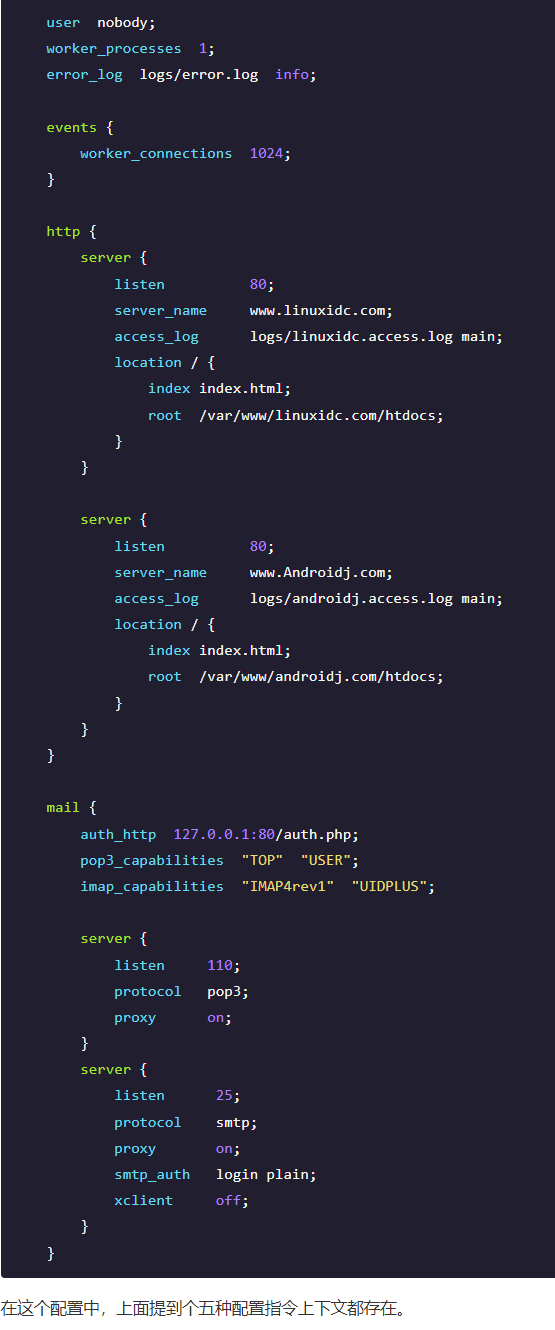 user  nobody;
worker_processes  1;
error_log  logs/error.log  info;

events {
    worker_connections  1024;
}

http {
    server {
        listen          80;
        server_name     www.linuxidc.com;
        access_log      logs/linuxidc.access.log main;
        location / {
            index index.html;
            root  /var/www/linuxidc.com/htdocs;
        }
    }

    server {
        listen          80;
        server_name     www.Androidj.com;
        access_log      logs/androidj.access.log main;
        location / {
            index index.html;
            root  /var/www/androidj.com/htdocs;
        }
    }
}

mail {
    auth_http  127.0.0.1:80/auth.php;
    pop3_capabilities  "TOP"  "USER";
    imap_capabilities  "IMAP4rev1"  "UIDPLUS";

    server {
        listen     110;
        protocol   pop3;
        proxy      on;
    }
    server {
        listen      25;
        protocol    smtp;
        proxy       on;
        smtp_auth   login plain;
        xclient     off;
    }
}
在这个配置中，上面提到个五种配置指令上下文都存在。